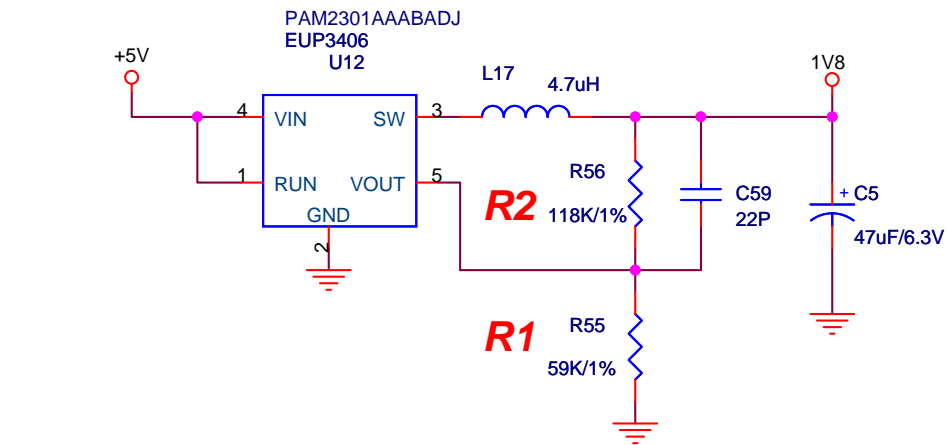 PAM2301AAABADJ
EUP3406
U12
+5V
L17
4.7uH
1V8
4
VIN
SW
3
1
RUN
VOUT
5
GND
2
R2
R56
118K/1%
C59
22P
+
C5
47uF/6.3V
R1
R55
59K/1%